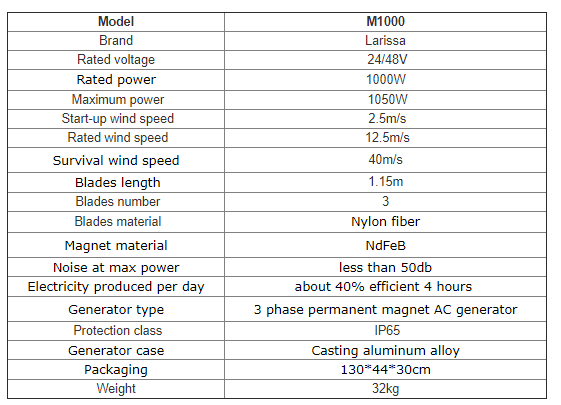 Model M1000
Brand Larissa
Rated voltage 24/48V
Rated power 1000W
Maximum power 1050W
Start-up wind speed 2.5m/s
Rated wind speed 12.5m/s
Survival wind speed 40m/s
Blades length 1.15m
Blades number 3
Blades material Nylon fiber
Magnet material NdFeB
Noise at max power less than 50db
Electricity produced per day about 40% efficient 4 hours
Generator type 3 phase permanent magnet AC generator
Protection class IP65
Generator case Casting aluminum alloy
Packaging 130*44*30cm
Weight 32kg